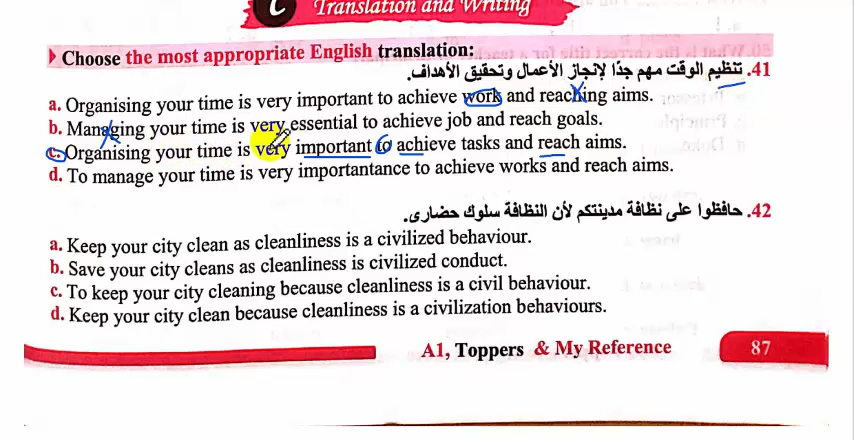 C Translation and Writing
Choose the most appropriate English translation:
41. تنظيم الوقت مهم جدًا لإنجاز الأعمال وتحقيق الأهداف.
a. Organising your time is very important to achieve work and reaching aims.
b. Managing your time is very essential to achieve job and reach goals.
c. Organising your time is very important to achieve tasks and reach aims.
d. To manage your time is very importantance to achieve works and reach aims.
42. حافظوا على نظافة مدينتكم لأن النظافة سلوك حضارى.
a. Keep your city clean as cleanliness is a civilized behaviour.
b. Save your city cleans as cleanliness is civilized conduct.
c. To keep your city cleaning because cleanliness is a civil behaviour.
d. Keep your city clean because cleanliness is a civilization behaviours.
A1, Toppers & My Reference 87